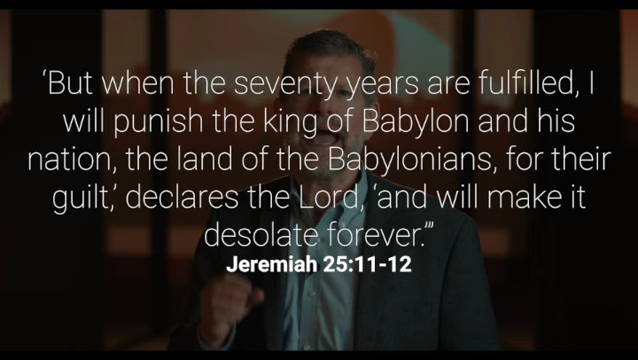 ‘But when the seventy years are fulfilled, I
will punish the king of Babylon and his
nation, the land of the Babylonians, for their
guilt,’ declares the Lord, ‘and will make it
desolate forever.’”
Jeremiah 25:11-12